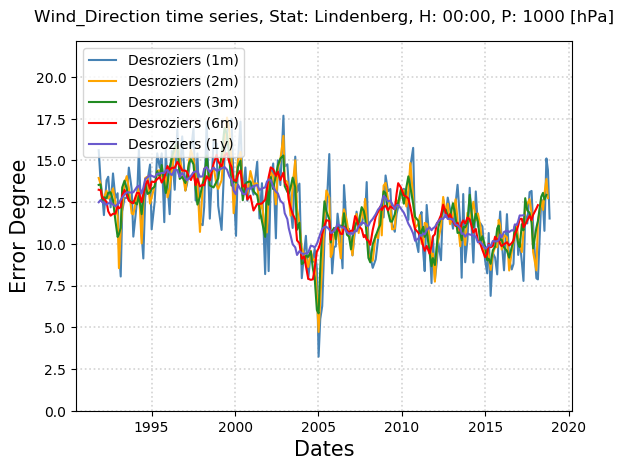 Wind_Direction time series, Stat: Lindenberg, H: 00:00, P: 1000 [hPa]
Desroziers (1m)
Desroziers (2m)
Desroziers (3m)
Desroziers (6m)
Desroziers (1y)
Error Degree
20.0
17.5
15.0
12.5
10.0
7.5
5.0
2.5
0.0
1995
2000
2005
2010
2015
2020
Dates